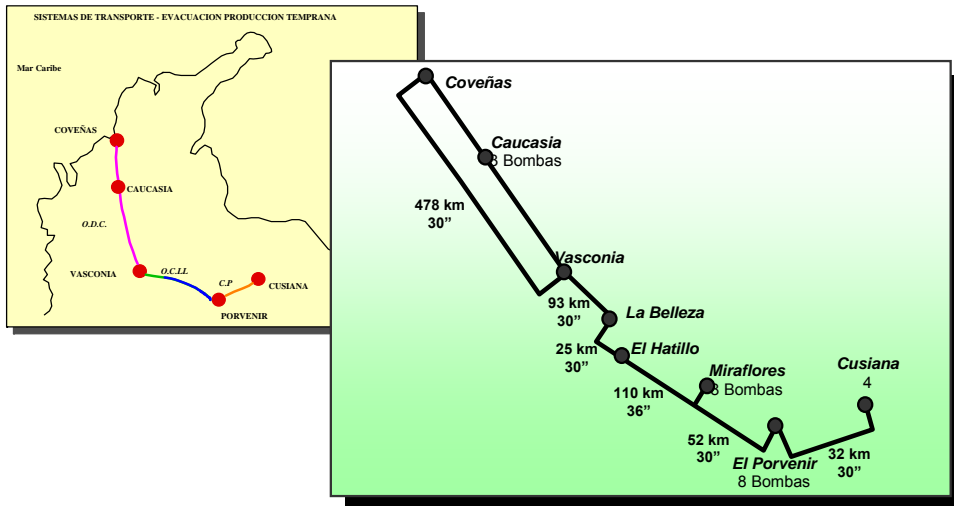 SISTEMAS DE TRANSPORTE - EVACUACION PRODUCCION TEMPRANA
Mar Caribe
COVEÑAS
CAUCASIA
O.D.C.
VASCONIA
O.C.LL
C.P
CUSIANA
PORVENIR
Coveñas
Caucasia
3 Bombas
478 km
30”
Vasconia
93 km
30”
La Belleza
25 km
30”
El Hatillo
Miraflores
3 Bombas
110 km
36”
Cusiana
4
52 km
30”
El Porvenir
8 Bombas
32 km
30”